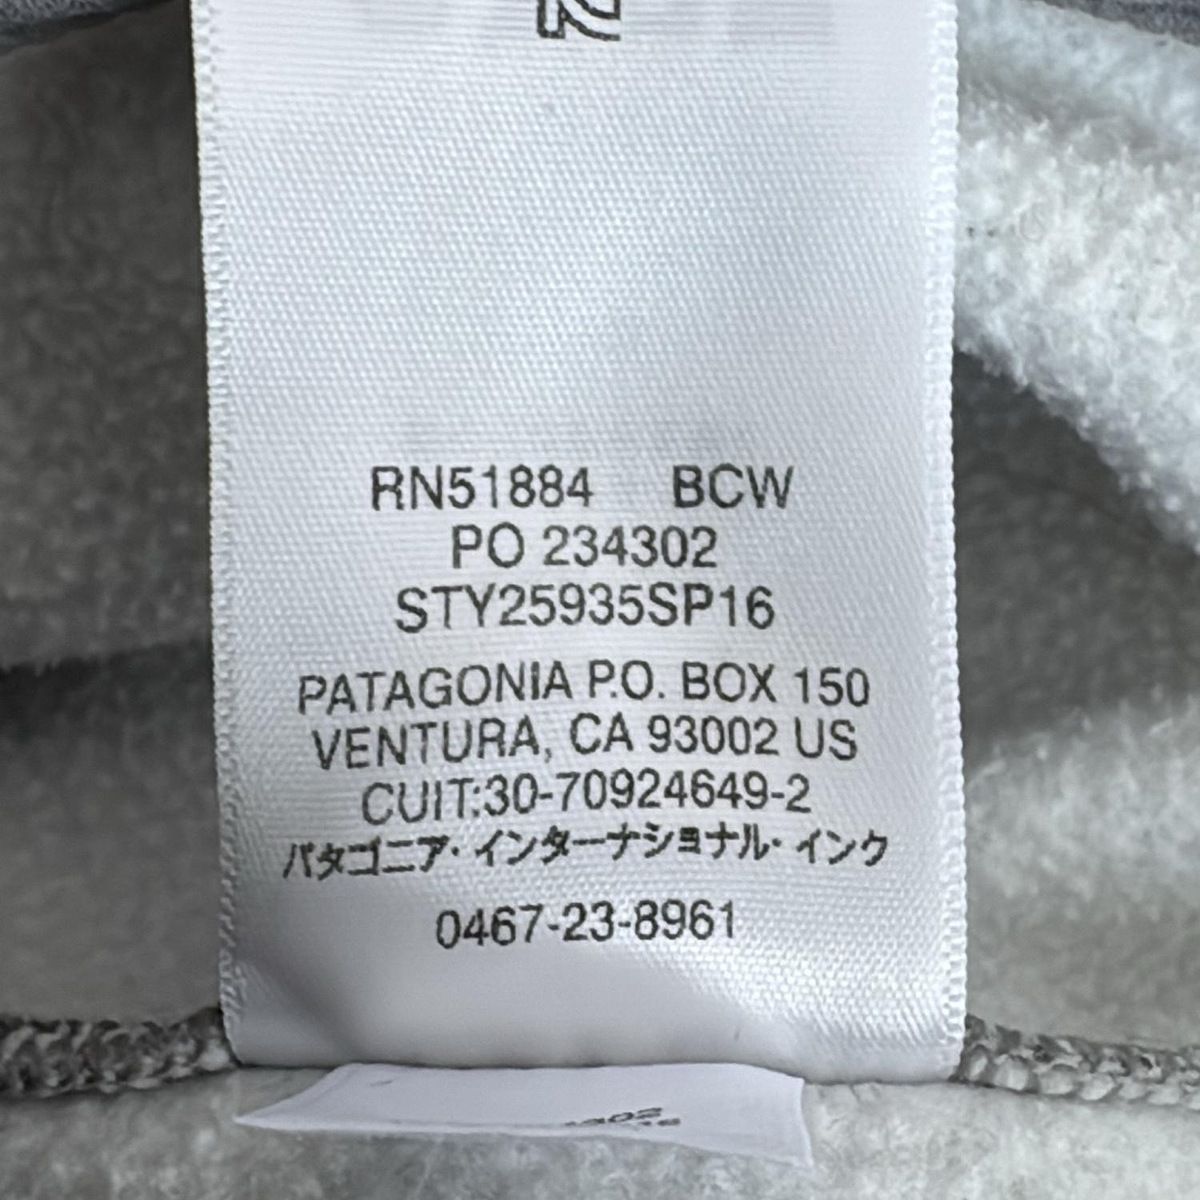 RN51884 BCW
PO 234302
STY25935SP16
PATAGONIA P.O. BOX 150
VENTURA, CA 93002 US
CUIT:30-70924649-2
パタゴニア・インターナショナル・インク
0467-23-8961